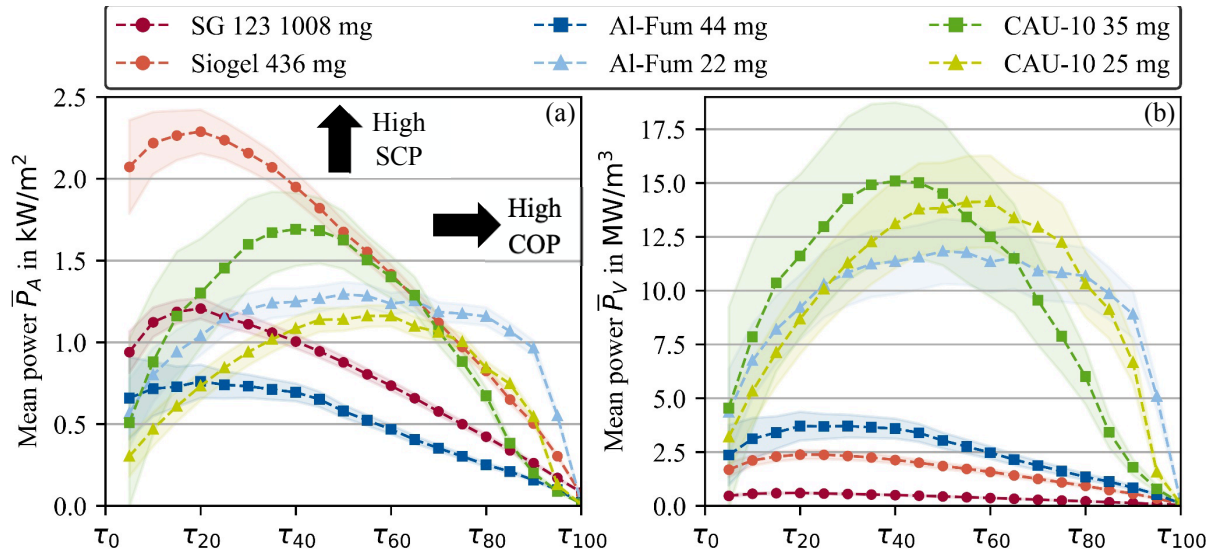 SG 123 1008 mg
Siogel 436 mg
Al-Fum 44 mg
Al-Fum 22 mg
CAU-10 35 mg
CAU-10 25 mg
(a)
High
SCP
High
COP
Mean power P̅_A in kW/m²
2.5
2.0
1.5
1.0
0.5
0.0
τ₀ τ₂₀ τ₄₀ τ₆₀ τ₈₀ τ₁₀₀
(b)
Mean power P̅_V in MW/m³
17.5
15.0
12.5
10.0
7.5
5.0
2.5
0.0
τ₀ τ₂₀ τ₄₀ τ₆₀ τ₈₀ τ₁₀₀